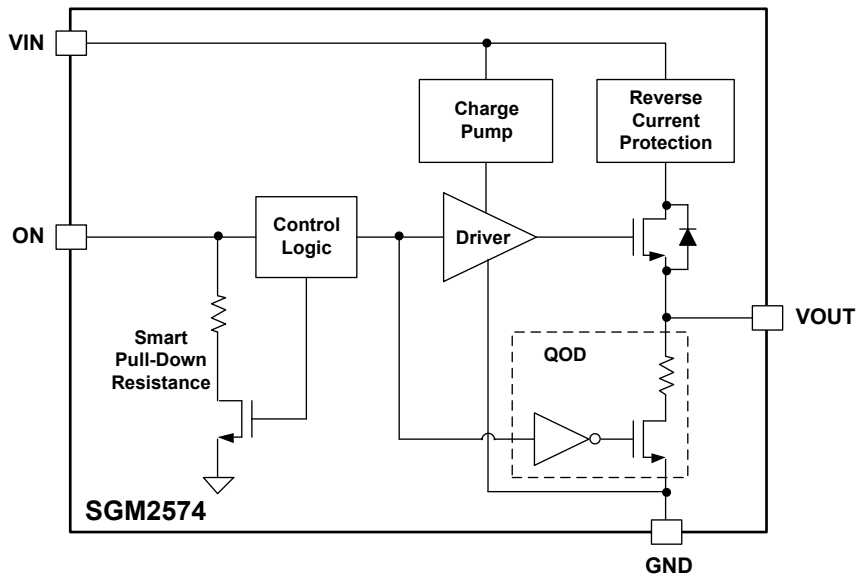 VIN
Charge
Pump
Reverse
Current
Protection
ON
Control
Logic
Driver
VOUT
Smart
Pull-Down
Resistance
QOD
SGM2574
GND